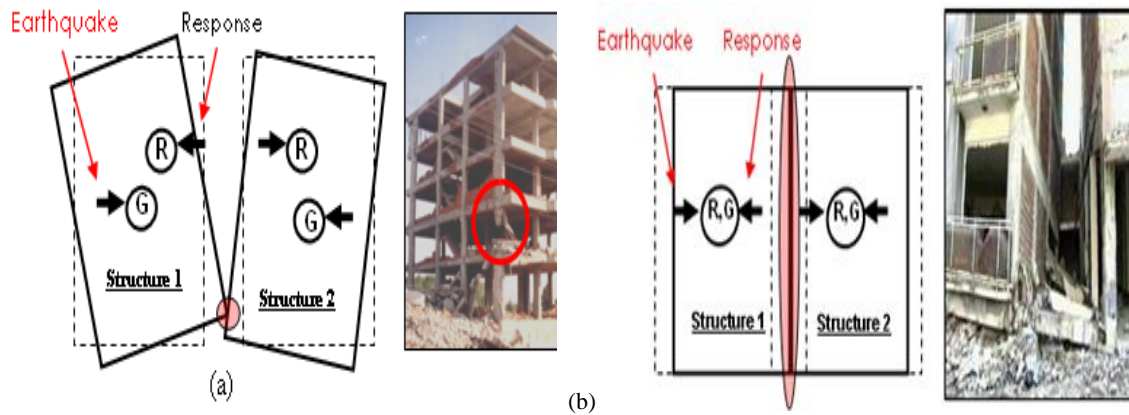 Earthquake Response
R
R
G
G
Structure 1
Structure 2
(a)
Earthquake Response
R,G
R,G
Structure 1
Structure 2
(b)